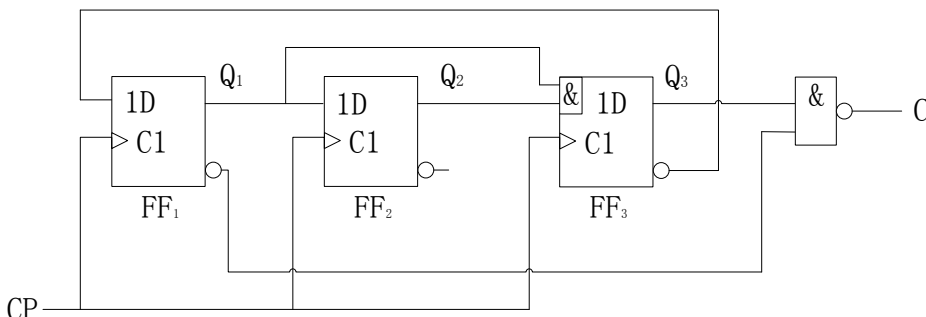 Q₁ Q₂ Q₃
1D 1D & 1D & C
C1 C1 C1
FF₁ FF₂ FF₃
CP